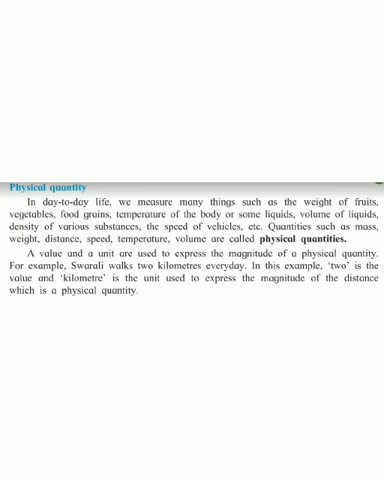 Physical quantity
In day-to-day life, we measure many things such as the weight of fruits,
vegetables, food grains, temperature of the body or some liquids, volume of liquids,
density of various substances, the speed of vehicles, etc. Quantities such as mass,
weight, distance, speed, temperature, volume are called physical quantities.
A value and a unit are used to express the magnitude of a physical quantity.
For example, Swarali walks two kilometres everyday. In this example, ‘two’ is the
value and ‘kilometre’ is the unit used to express the magnitude of the distance
which is a physical quantity.